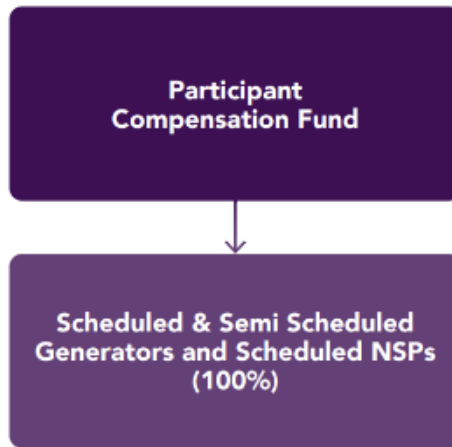 Participant
Compensation Fund
Scheduled & Semi Scheduled
Generators and Scheduled NSPs
(100%)